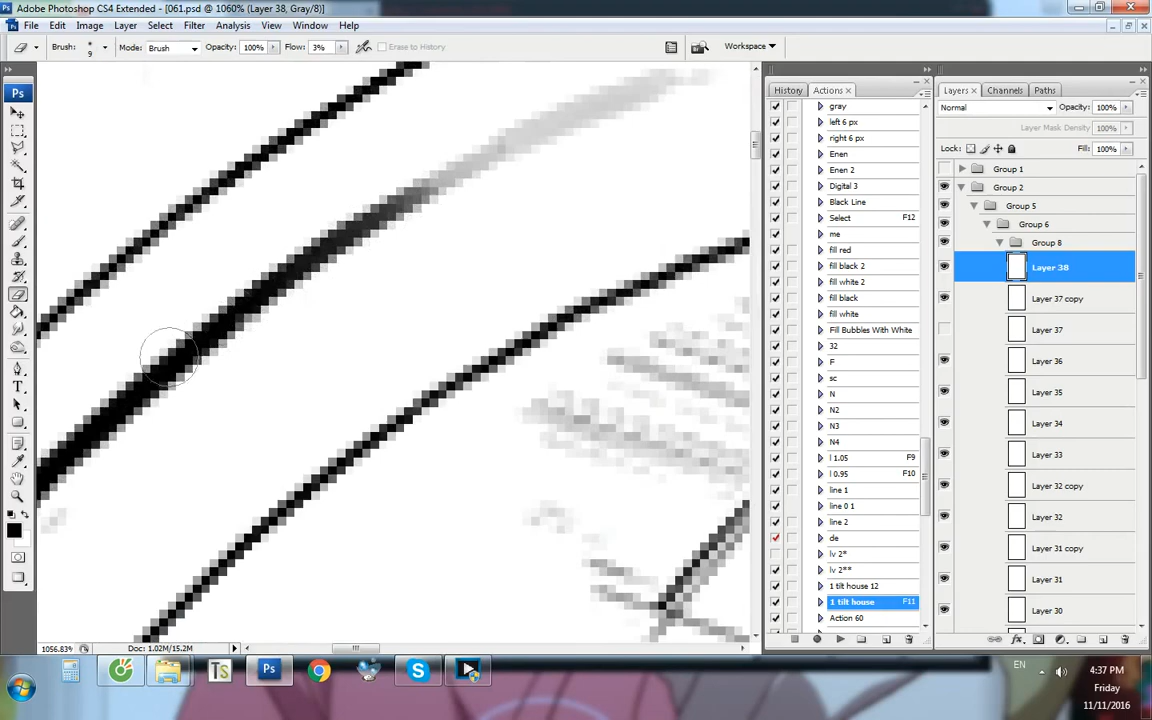 Adobe Photoshop CS4 Extended - [061.psd @ 1060% (Layer 38, Gray/8)]
File Edit Image Layer Select Filter Analysis View Window Help
Brush: 9 Mode: Brush Opacity: 100% Flow: 3% Erase to History Workspace
History Actions
gray
left 6 px
right 6 px
Enen
Enen 2
Digital 3
Black Line
Select F12
me
fill red
fill black 2
fill white 2
fill black
fill white
Fill Bubbles With White
32
F
sc
N
N2
N3
N4
l 1.05 F9
l 0.95 F10
line 1
line 0 1
line 2
de
lv 2*
lv 2**
1 tilt house 12
1 tilt house F11
Action 60
Layers Channels Paths
Normal Opacity: 100%
Layer Mask Density: 100%
Lock: Fill: 100%
Group 1
Group 2
Group 5
Group 6
Group 8
Layer 38
Layer 37 copy
Layer 37
Layer 36
Layer 35
Layer 34
Layer 33
Layer 32 copy
Layer 32
Layer 31 copy
Layer 31
Layer 30
Ps
T
1056.83% Doc: 1.02M/15.2M
TS Ps S
EN
4:37 PM
Friday
11/11/2016